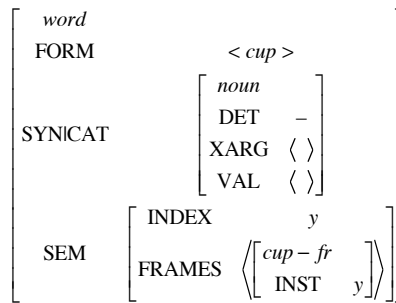 word
FORM < cup >
noun
DET –
SYN|CAT
XARG ⟨ ⟩
VAL ⟨ ⟩
INDEX y
SEM
cup – fr
FRAMES
INST y